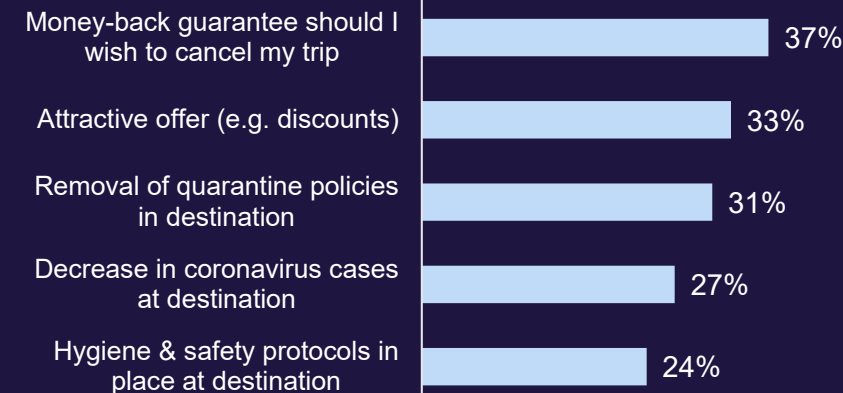 Money-back guarantee should I
wish to cancel my trip
37%
Attractive offer (e.g. discounts)
33%
Removal of quarantine policies
in destination
31%
Decrease in coronavirus cases
at destination
27%
Hygiene & safety protocols in
place at destination
24%